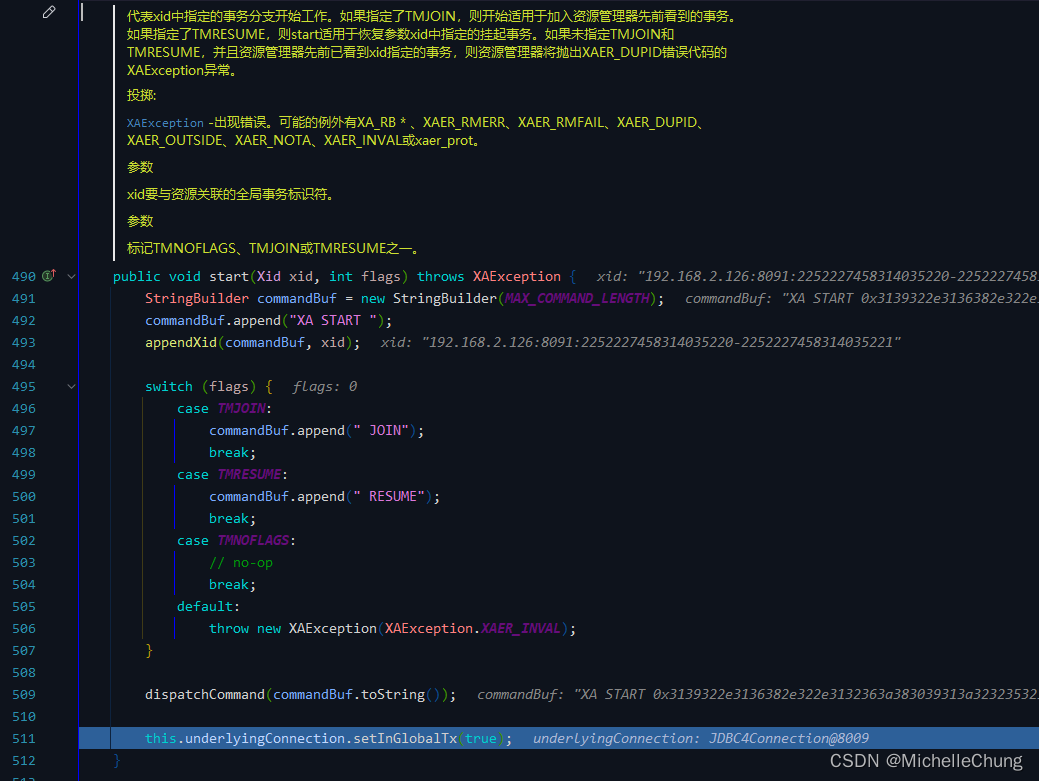 代表xid中指定的事务分支开始工作。如果指定了TMJOIN，则开始适用于加入资源管理器先前看到的事务。
如果指定了TMRESUME，则start适用于恢复参数xid中指定的挂起事务。如果未指定TMJOIN和
TMRESUME，并且资源管理器先前已看到xid指定的事务，则资源管理器将抛出XAER_DUPID错误代码的
XAException异常。
投掷:
XAException -出现错误。可能的例外有XA_RB * 、XAER_RMERR、XAER_RMFAIL、XAER_DUPID、
XAER_OUTSIDE、XAER_NOTA、XAER_INVAL或xaer_prot。
参数
xid要与资源关联的全局事务标识符。
参数
标记TMNOFLAGS、TMJOIN或TMRESUME之一。
490 public void start(Xid xid, int flags) throws XAException { xid: "192.168.2.126:8091:2252227458314035220-22522274581
491 StringBuilder commandBuf = new StringBuilder(MAX_COMMAND_LENGTH); commandBuf: "XA START 0x3139322e3136382e322e
492 commandBuf.append("XA START ");
493 appendXid(commandBuf, xid); xid: "192.168.2.126:8091:2252227458314035220-2252227458314035221"
494
495 switch (flags) { flags: 0
496 case TMJOIN:
497 commandBuf.append(" JOIN");
498 break;
499 case TMRESUME:
500 commandBuf.append(" RESUME");
501 break;
502 case TMNOFLAGS:
503 // no-op
504 break;
505 default:
506 throw new XAException(XAException.XAER_INVAL);
507 }
508
509 dispatchCommand(commandBuf.toString()); commandBuf: "XA START 0x3139322e3136382e322e3132363a383039313a32323532
510
511 this.underlyingConnection.setInGlobalTx(true); underlyingConnection: JDBC4Connection@8009
512 }
CSDN @MichelleChung